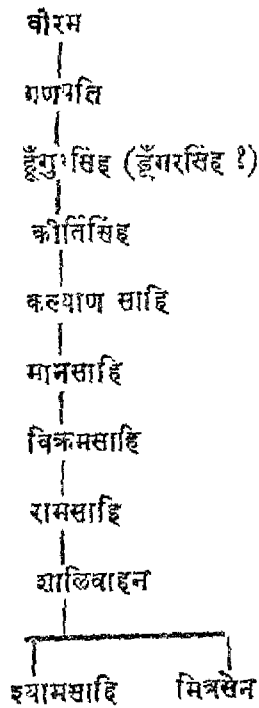 वीरम
गणपति
डूँगुरसिंह (डूँगरसिंह ?)
कीर्तिसिंह
कल्याण साहि
मानसाहि
विक्रमसाहि
रामसाहि
शालिवाहन
श्यामसाहि मित्रसेन